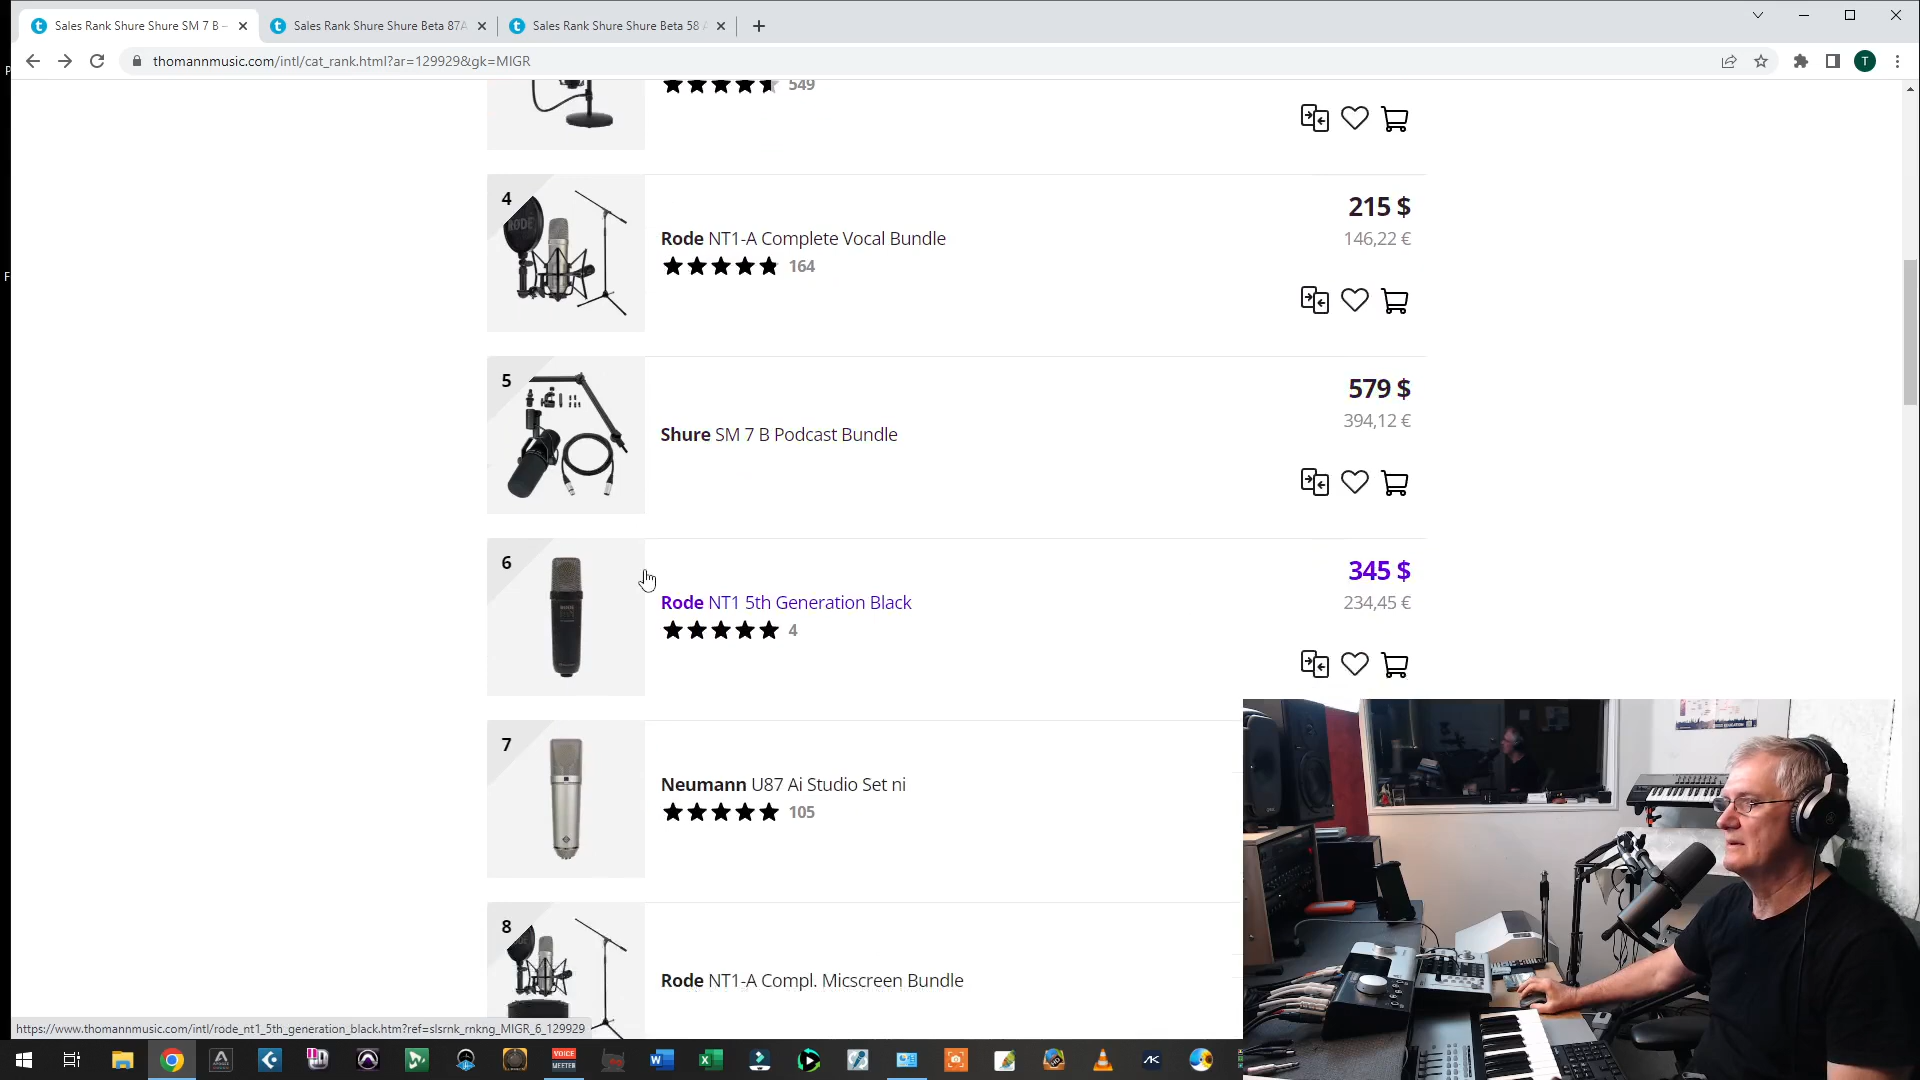 Sales Rank Shure Shure SM 7 B –
Sales Rank Shure Shure Beta 87A
Sales Rank Shure Shure Beta 58 A
thomannmusic.com/intl/cat_rank.html?ar=129929&gk=MIGR
T
549
4
Rode NT1-A Complete Vocal Bundle
164
215 $
146,22 €
5
Shure SM 7 B Podcast Bundle
579 $
394,12 €
6
Rode NT1 5th Generation Black
4
345 $
234,45 €
7
Neumann U87 Ai Studio Set ni
105
8
Rode NT1-A Compl. Micscreen Bundle
https://www.thomannmusic.com/intl/rode_nt1_5th_generation_black.htm?ref=slsrnk_rnkng_MIGR_6_129929
VOICE
MEETER